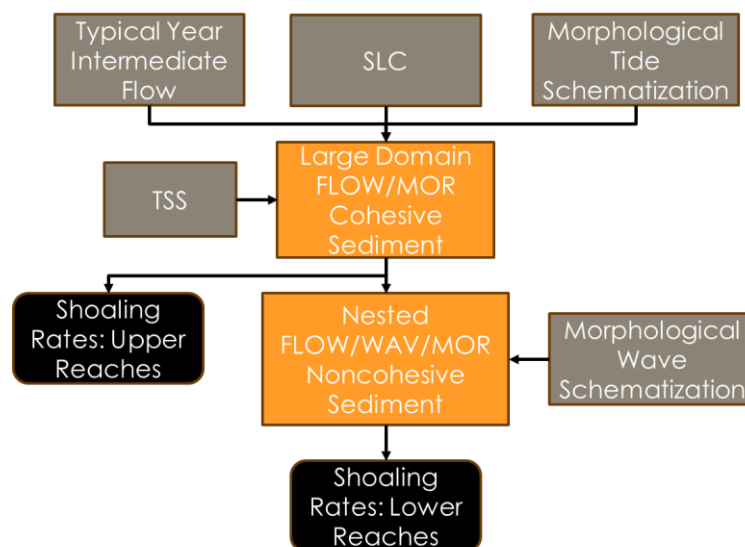 Typical Year
Intermediate
Flow
SLC
Morphological
Tide
Schematization
Large Domain
FLOW/MOR
Cohesive
Sediment
TSS
Shoaling
Rates: Upper
Reaches
Nested
FLOW/WAV/MOR
Noncohesive
Sediment
Morphological
Wave
Schematization
Shoaling
Rates: Lower
Reaches